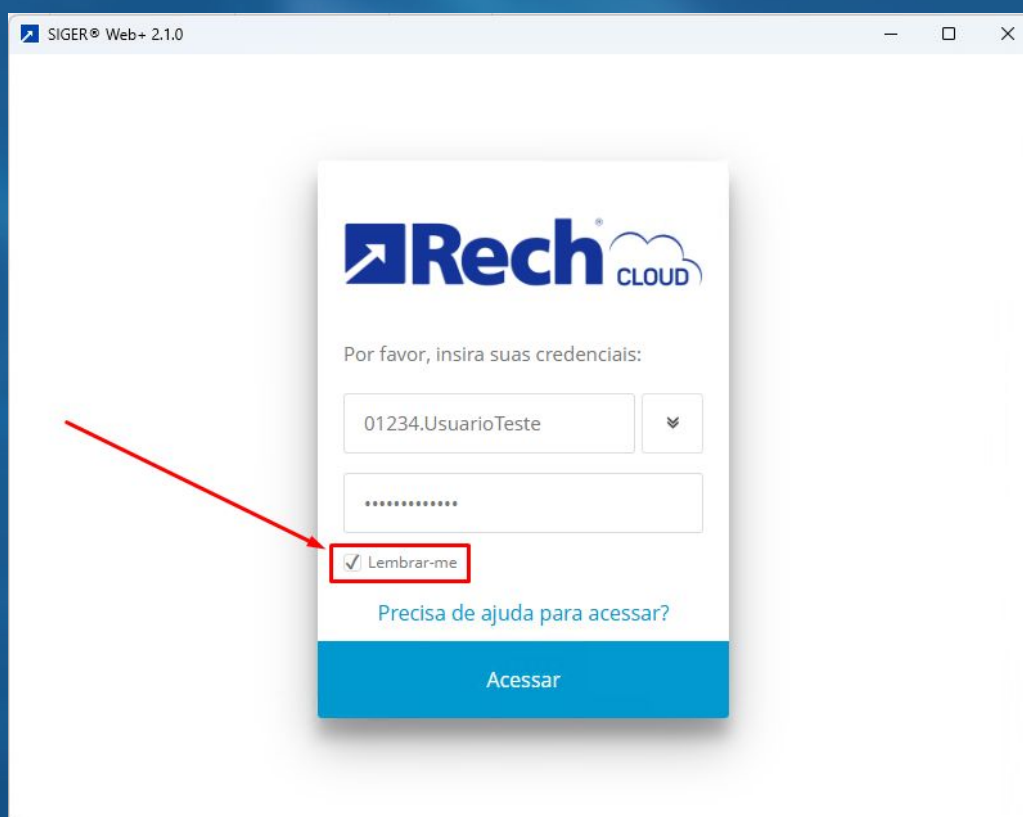 SIGER® Web+ 2.1.0
Rech®
CLOUD
Por favor, insira suas credenciais:
01234.UsuarioTeste
•••••••••••••
Lembrar-me
Precisa de ajuda para acessar?
Acessar